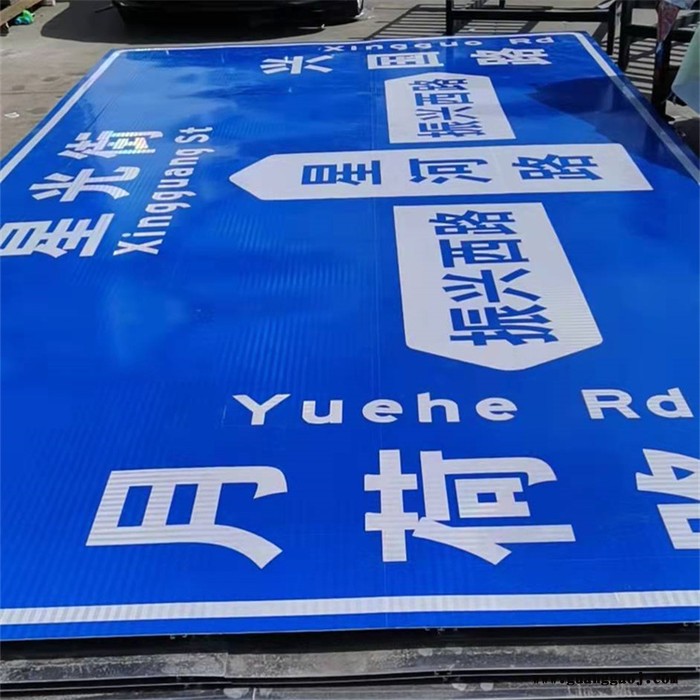 Xingguo Rd
兴国路
振兴西路
星河路
星光街
Xingguang St
振兴西路
Yuehe Rd
月荷路